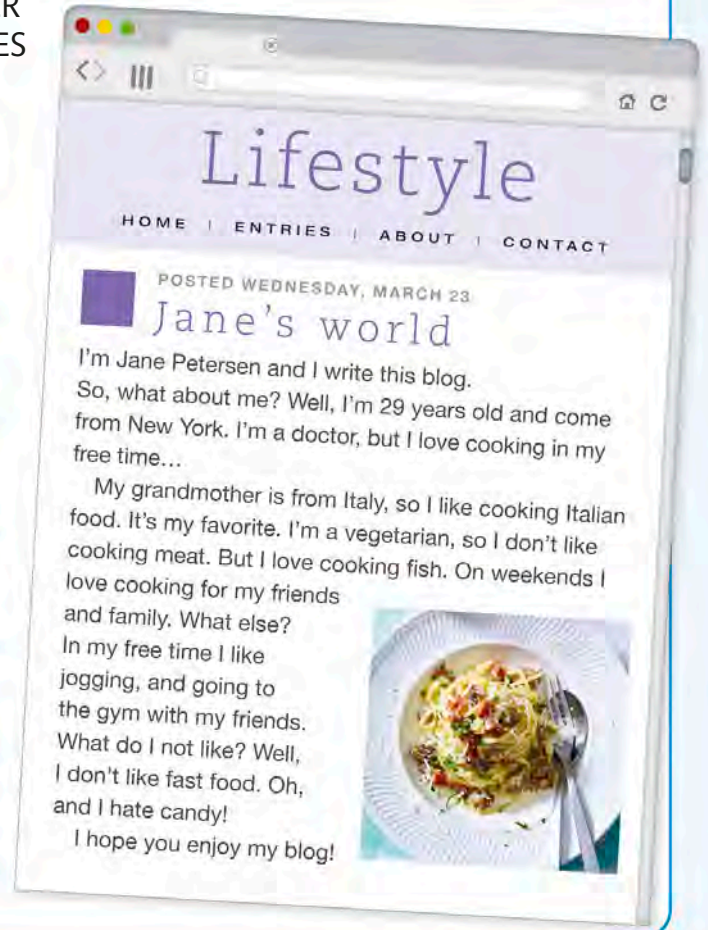 R
ES
Lifestyle
HOME | ENTRIES | ABOUT | CONTACT
POSTED WEDNESDAY, MARCH 23
Jane's world
I'm Jane Petersen and I write this blog.
So, what about me? Well, I'm 29 years old and come
from New York. I'm a doctor, but I love cooking in my
free time…
My grandmother is from Italy, so I like cooking Italian
food. It's my favorite. I'm a vegetarian, so I don't like
cooking meat. But I love cooking fish. On weekends I
love cooking for my friends
and family. What else?
In my free time I like
jogging, and going to
the gym with my friends.
What do I not like? Well,
I don't like fast food. Oh,
and I hate candy!
I hope you enjoy my blog!